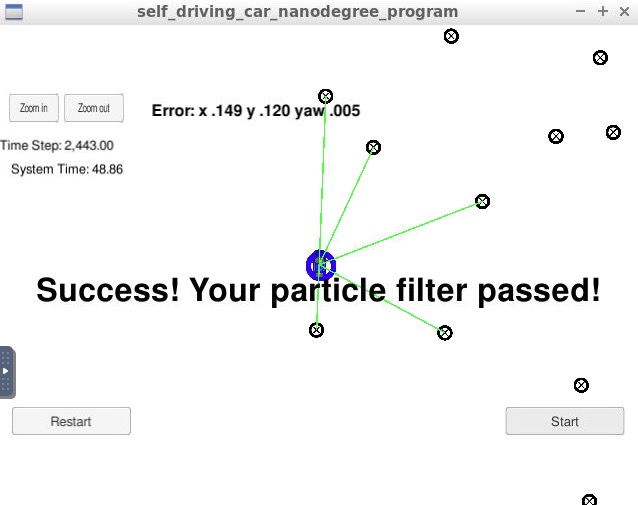 self_driving_car_nanodegree_program
Zoom in Zoom out
Error: x .149 y .120 yaw .005
Time Step: 2,443.00
System Time: 48.86
Success! Your particle filter passed!
Restart
Start